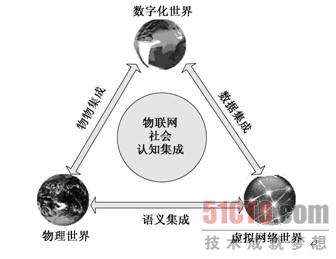 数字化世界
物物集成
数据集成
物联网
社会
认知集成
语义集成
物理世界
虚拟网络世界
51CTO.com
技术成就梦想